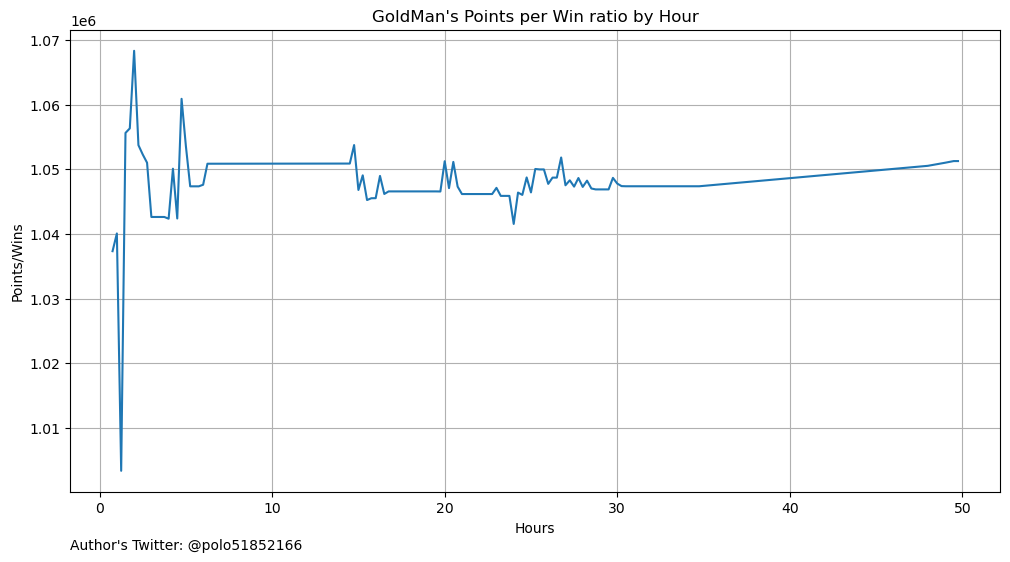 GoldMan's Points per Win ratio by Hour
1e6
1.07
1.06
1.05
1.04
1.03
1.02
1.01
Points/Wins
0 10 20 30 40 50
Hours
Author's Twitter: @polo51852166